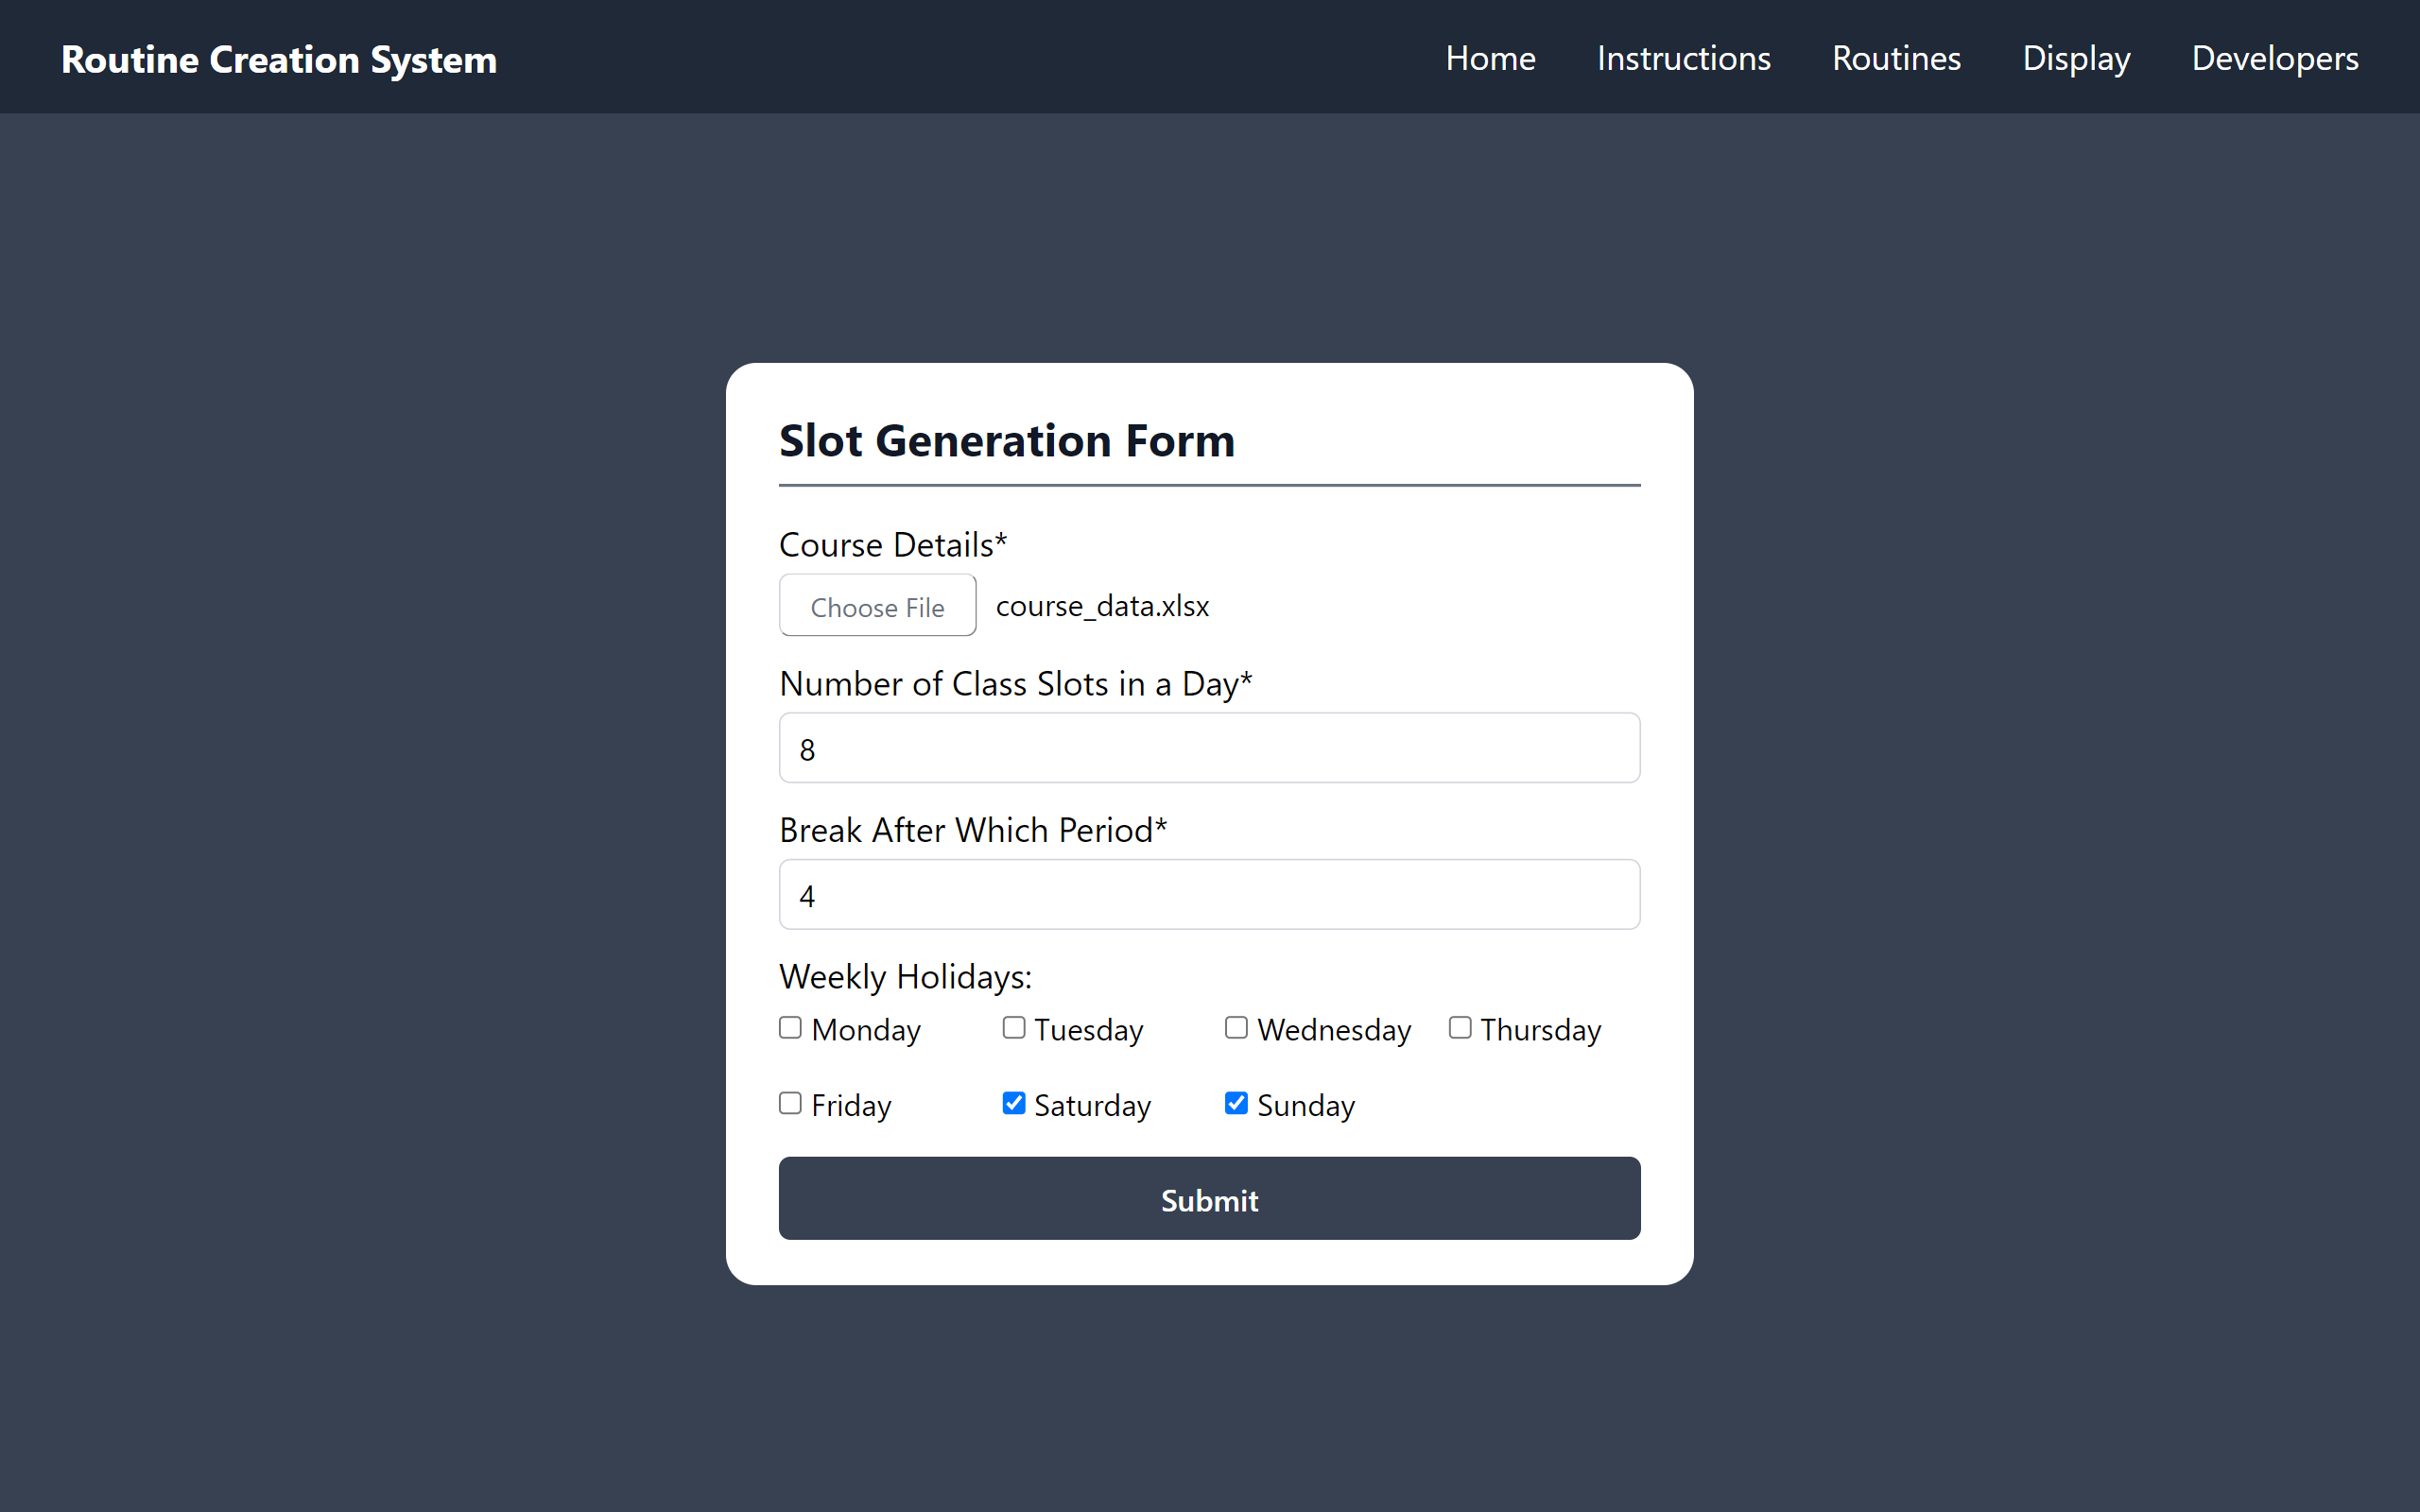 Routine Creation System
Home Instructions Routines Display Developers
Slot Generation Form
Course Details*
Choose File course_data.xlsx
Number of Class Slots in a Day*
8
Break After Which Period*
4
Weekly Holidays:
Monday Tuesday Wednesday Thursday
Friday Saturday Sunday
Submit